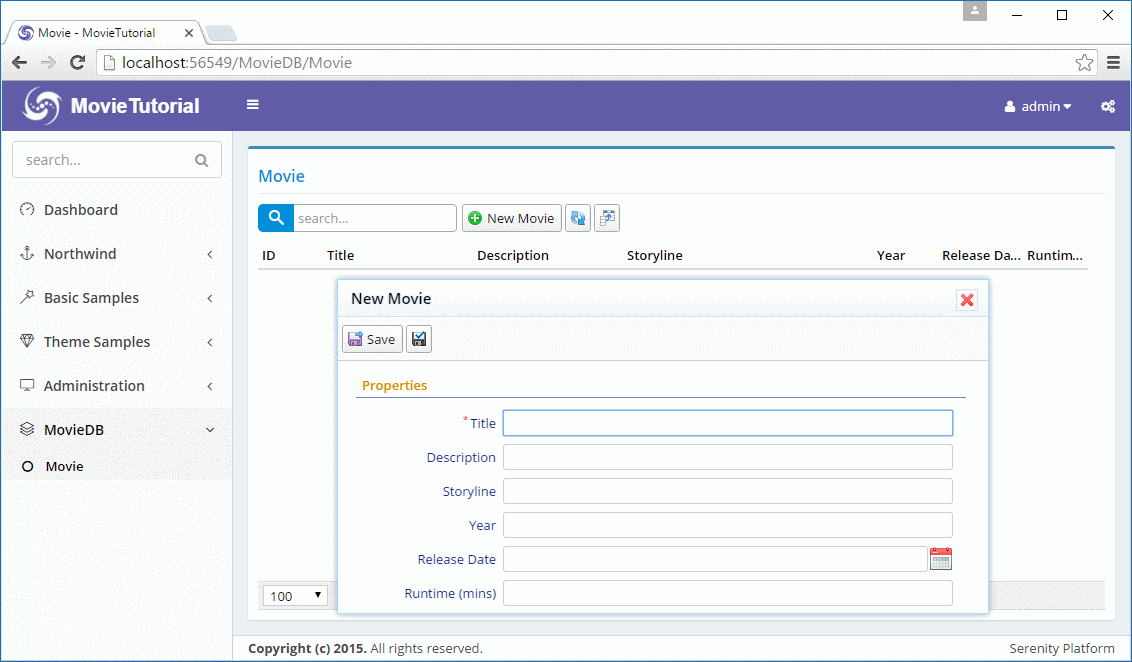 Movie - MovieTutorial
localhost:56549/MovieDB/Movie
MovieTutorial
admin
search...
Dashboard
Northwind
Basic Samples
Theme Samples
Administration
MovieDB
Movie
Movie
search...
New Movie
ID Title Description Storyline Year Release Da... Runtim...
New Movie
Save
Properties
* Title
Description
Storyline
Year
Release Date
Runtime (mins)
100
Copyright (c) 2015. All rights reserved.
Serenity Platform